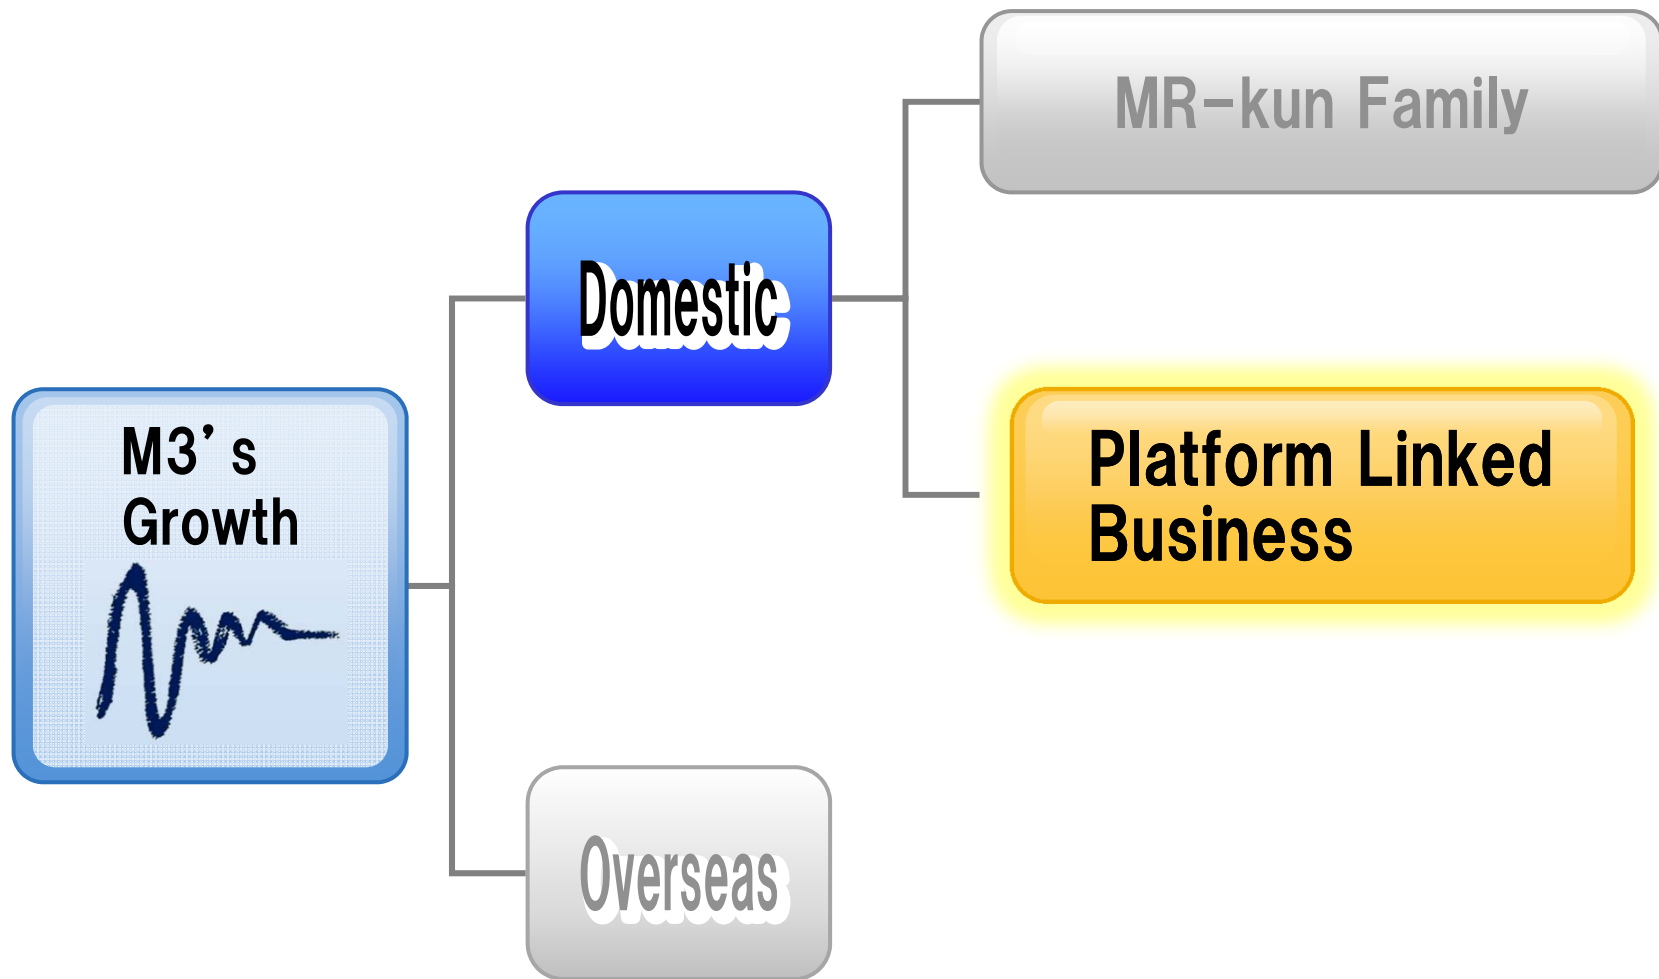 MR-kun Family
Domestic
M3's
Growth
Platform Linked
Business
Overseas